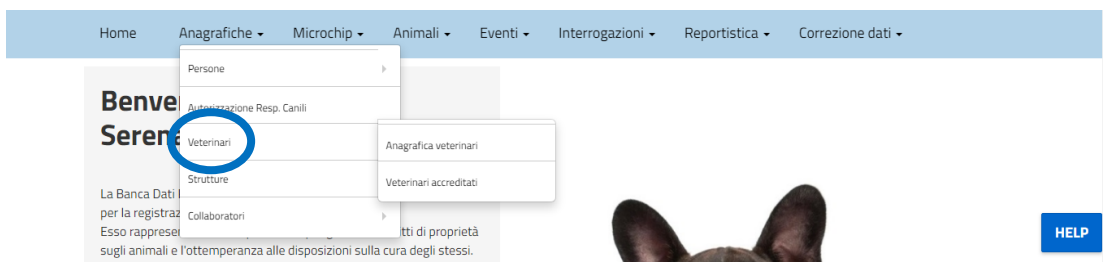 Home Anagrafiche Microchip Animali Eventi Interrogazioni Reportistica Correzione dati
Persone
Autorizzazione Resp. Canili
Veterinari
Strutture
Collaboratori
Anagrafica veterinari
Veterinari accreditati
Benve
Seren
La Banca Dati
per la registraz
Esso rappresen itti di proprietà
sugli animali e l'ottemperanza alle disposizioni sulla cura degli stessi.
HELP